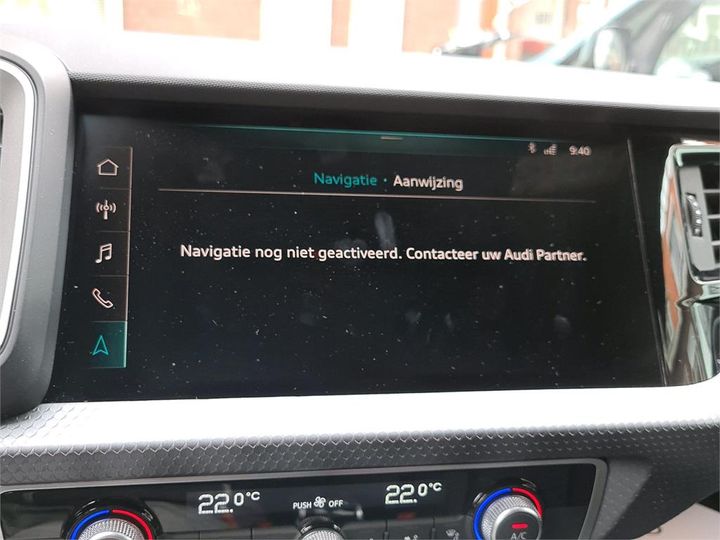 9:40
Navigatie · Aanwijzing
Navigatie nog niet geactiveerd. Contacteer uw Audi Partner.
22.0°C
PUSH OFF
22.0°C
A/C